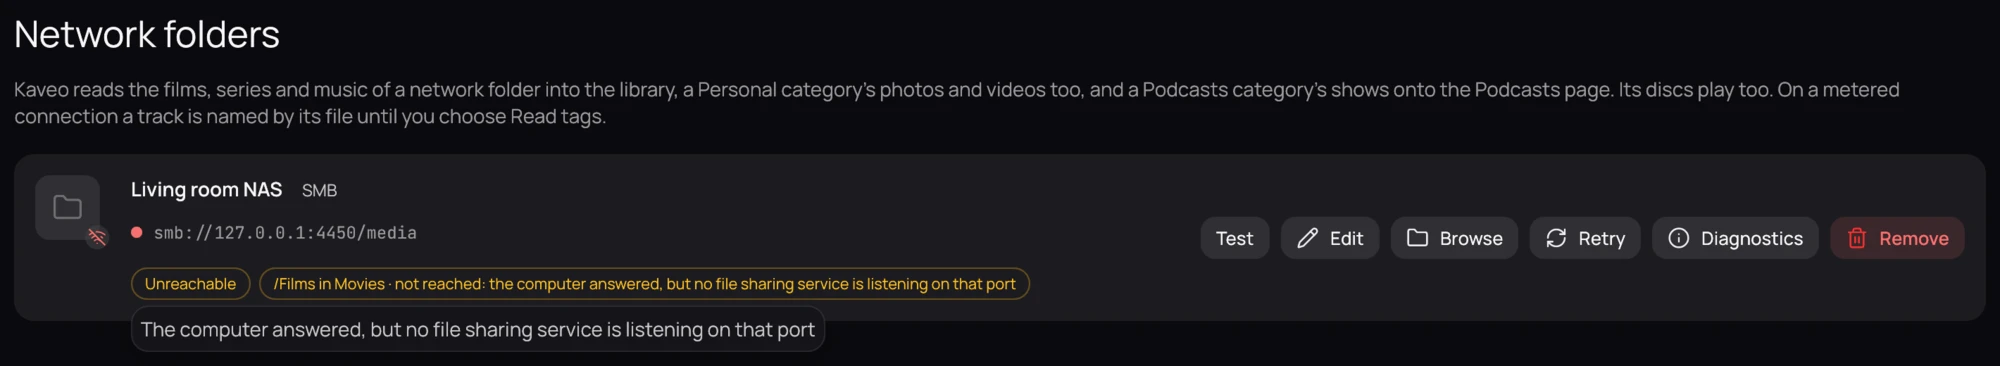 Network folders
Kaveo reads the films, series and music of a network folder into the library, a Personal category's photos and videos too, and a Podcasts category's shows onto the Podcasts page. Its discs play too. On a metered
connection a track is named by its file until you choose Read tags.
Living room NAS SMB
smb://127.0.0.1:4450/media
Test Edit Browse Retry Diagnostics Remove
Unreachable /Films in Movies · not reached: the computer answered, but no file sharing service is listening on that port
The computer answered, but no file sharing service is listening on that port